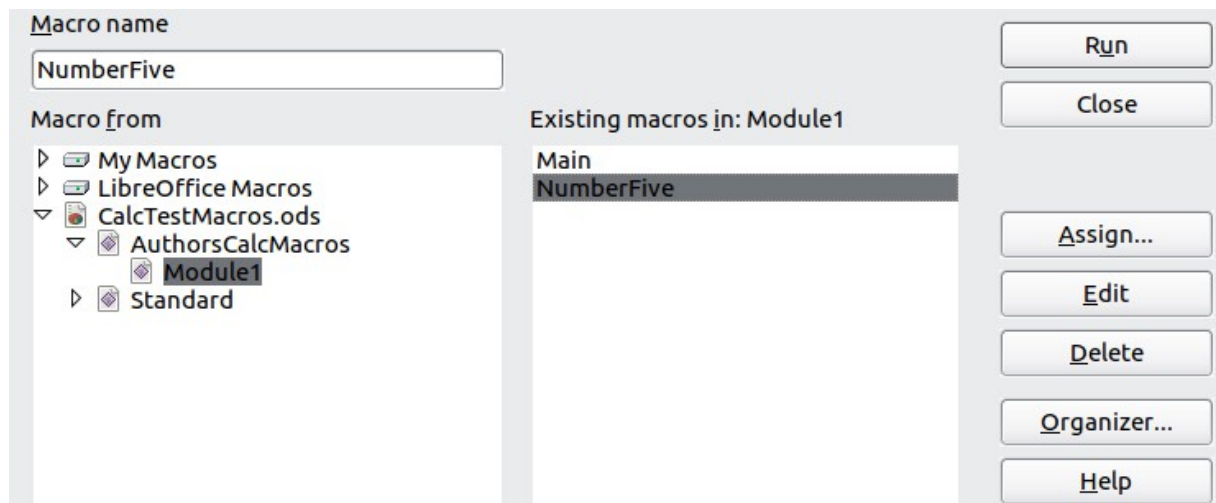 Macro name
NumberFive
Macro from
My Macros
LibreOffice Macros
CalcTestMacros.ods
AuthorsCalcMacros
Module1
Standard
Existing macros in: Module1
Main
NumberFive
Run
Close
Assign...
Edit
Delete
Organizer...
Help